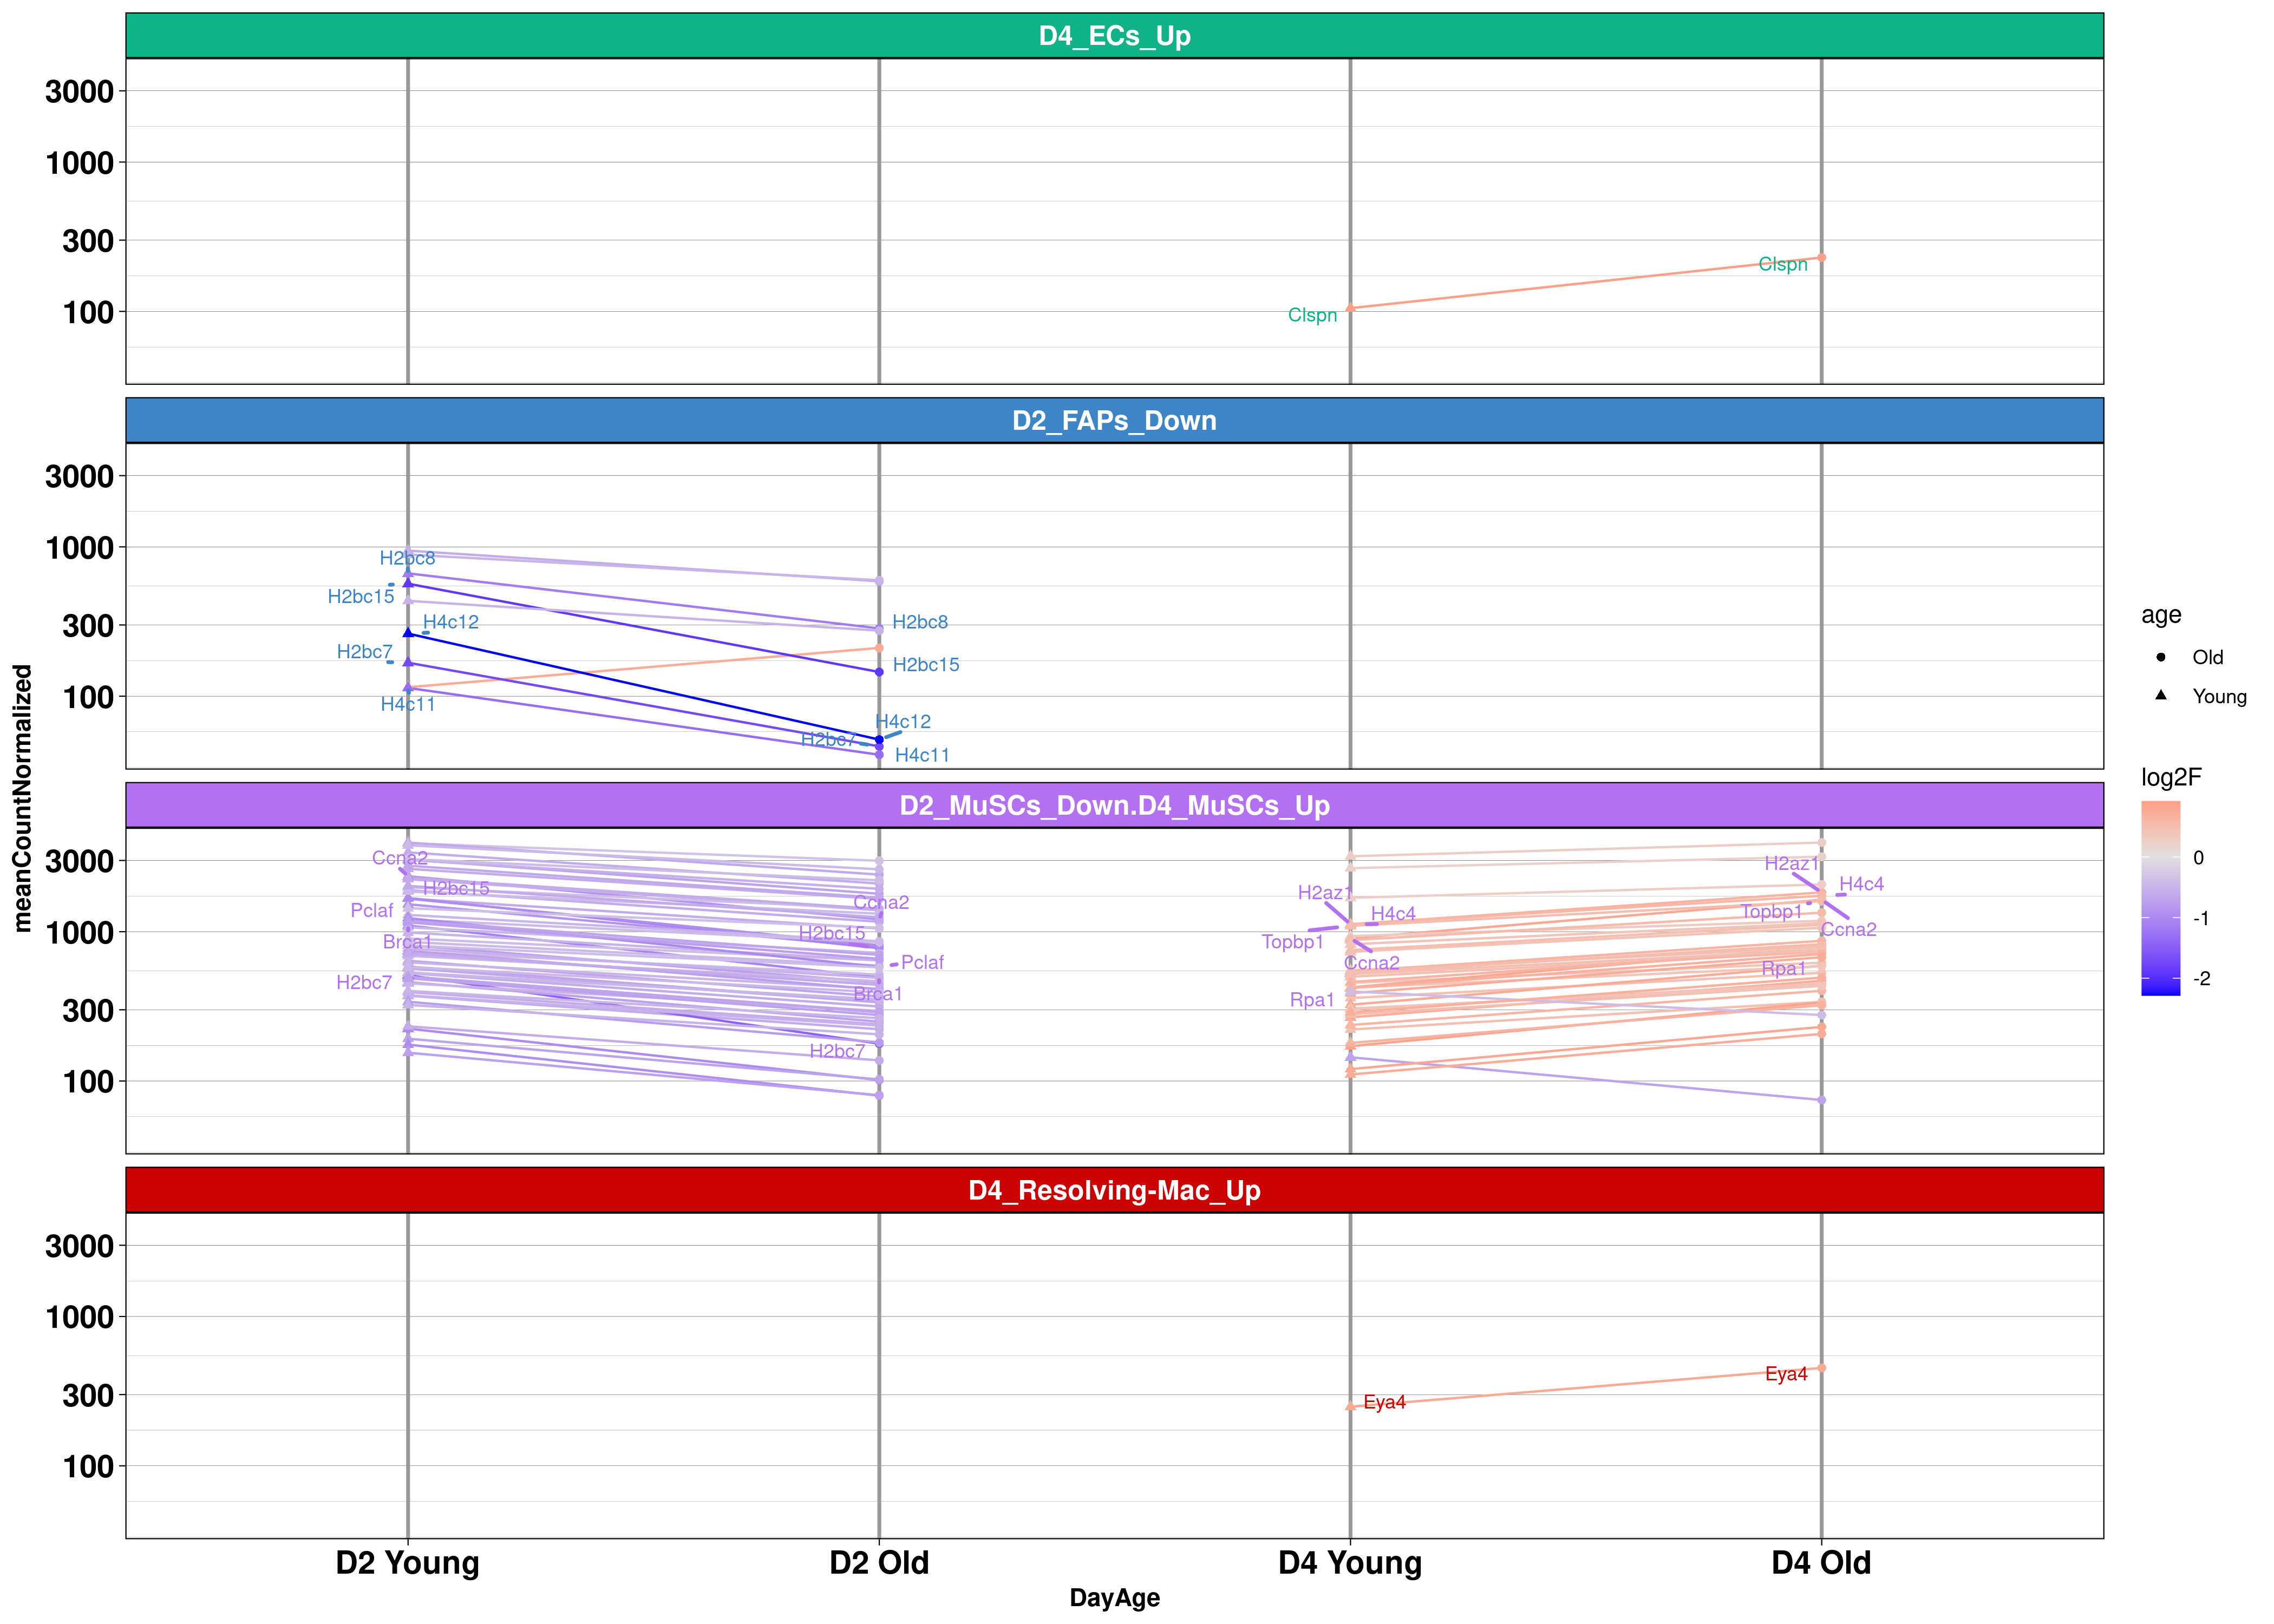 D4_ECs_Up
3000
1000
300
100
Clspn
Clspn
D2_FAPs_Down
3000
1000
300
100
H2bc8
H2bc15
H4c12
H2bc7
H4c11
H2bc8
H2bc15
H4c12
H2bc7
H4c11
D2_MuSCs_Down.D4_MuSCs_Up
3000
1000
300
100
Ccna2
H2bc15
Pclaf
Brca1
H2bc7
Ccna2
H2bc15
Pclaf
Brca1
H2bc7
H2az1
H4c4
Topbp1
Ccna2
Rpa1
H2az1
H4c4
Topbp1
Ccna2
Rpa1
D4_Resolving-Mac_Up
3000
1000
300
100
Eya4
Eya4
D2 Young
D2 Old
D4 Young
D4 Old
DayAge
meanCountNormalized
age
Old
Young
log2F
0
-1
-2